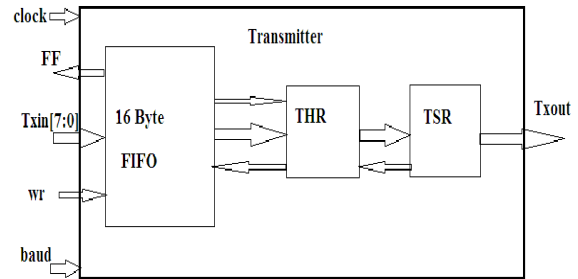 clock
Transmitter
FF
Txin[7:0]
16 Byte
FIFO
THR
TSR
Txout
wr
baud